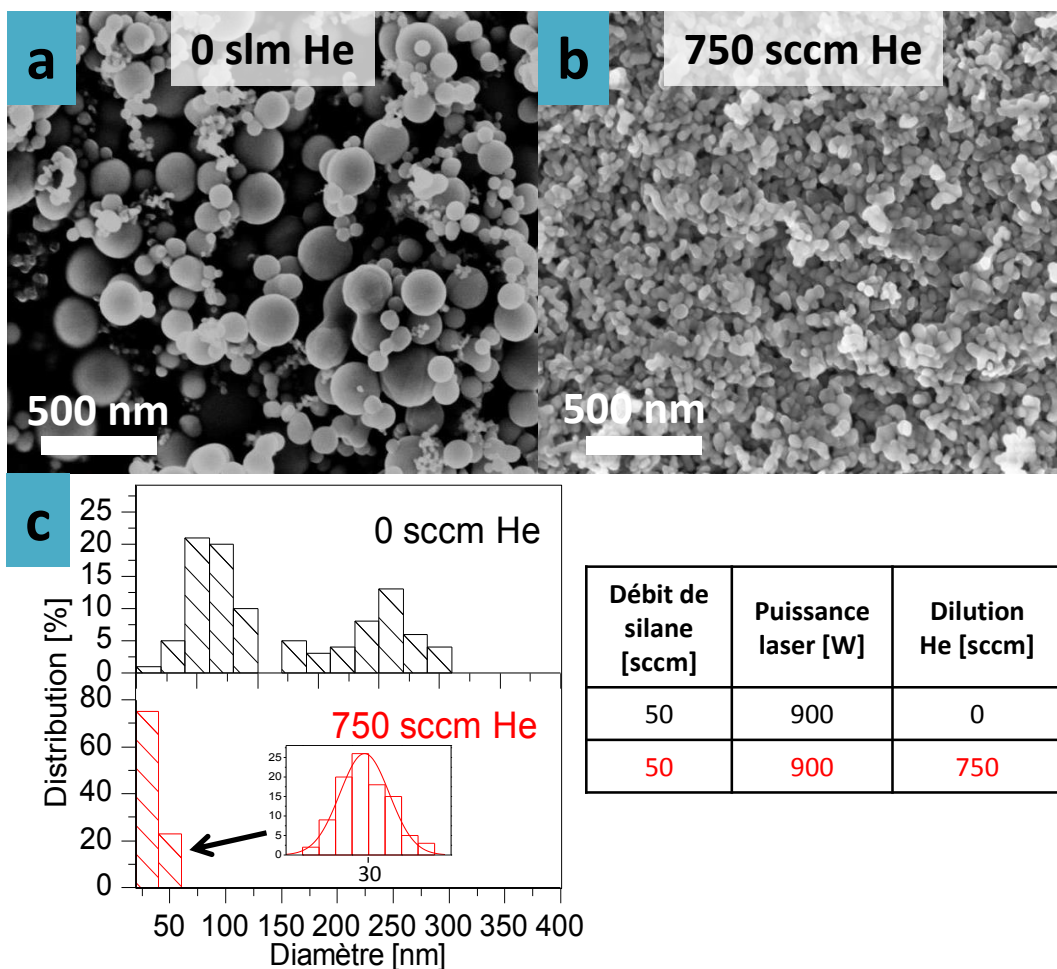 a
0 slm He
b
750 sccm He
500 nm
500 nm
c
0 sccm He
25
20
15
10
5
0
Distribution [%]
750 sccm He
80
60
40
20
0
25
20
15
10
5
0
30
50 100 150 200 250 300 350 400
Diamètre [nm]
Débit de
silane
[sccm]
Puissance
laser [W]
Dilution
He [sccm]
50 900 0
50 900 750